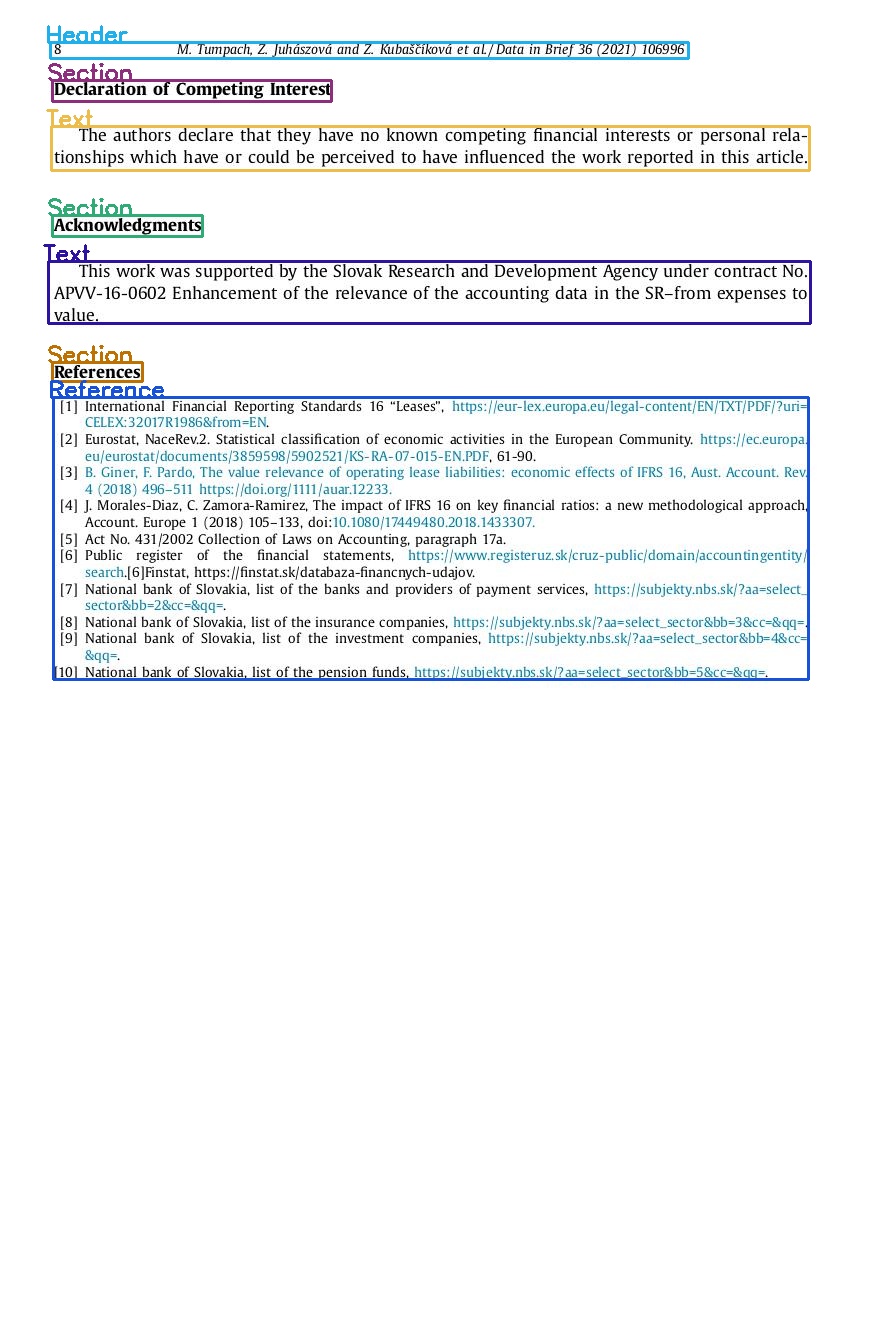 Header
8 M. Tumpach, Z. Juhászová and Z. Kubaščíková et al. / Data in Brief 36 (2021) 106996
Section
Declaration of Competing Interest
Text
The authors declare that they have no known competing financial interests or personal rela-
tionships which have or could be perceived to have influenced the work reported in this article.
Section
Acknowledgments
Text
This work was supported by the Slovak Research and Development Agency under contract No.
APVV-16-0602 Enhancement of the relevance of the accounting data in the SR–from expenses to
value.
Section
References
Reference
[1] International Financial Reporting Standards 16 “Leases”, https://eur-lex.europa.eu/legal-content/EN/TXT/PDF/?uri=
CELEX:32017R1986&from=EN.
[2] Eurostat, NaceRev.2. Statistical classification of economic activities in the European Community. https://ec.europa.
eu/eurostat/documents/3859598/5902521/KS-RA-07-015-EN.PDF, 61-90.
[3] B. Giner, F. Pardo, The value relevance of operating lease liabilities: economic effects of IFRS 16, Aust. Account. Rev.
4 (2018) 496–511 https://doi.org/1111/auar.12233.
[4] J. Morales-Diaz, C. Zamora-Ramirez, The impact of IFRS 16 on key financial ratios: a new methodological approach,
Account. Europe 1 (2018) 105–133, doi:10.1080/17449480.2018.1433307.
[5] Act No. 431/2002 Collection of Laws on Accounting, paragraph 17a.
[6] Public register of the financial statements, https://www.registeruz.sk/cruz-public/domain/accountingentity/
search.[6]Finstat, https://finstat.sk/databaza-financnych-udajov.
[7] National bank of Slovakia, list of the banks and providers of payment services, https://subjekty.nbs.sk/?aa=select_
sector&bb=2&cc=&qq=.
[8] National bank of Slovakia, list of the insurance companies, https://subjekty.nbs.sk/?aa=select_sector&bb=3&cc=&qq=.
[9] National bank of Slovakia, list of the investment companies, https://subjekty.nbs.sk/?aa=select_sector&bb=4&cc=
&qq=.
[10] National bank of Slovakia, list of the pension funds, https://subjekty.nbs.sk/?aa=select_sector&bb=5&cc=&qq=.